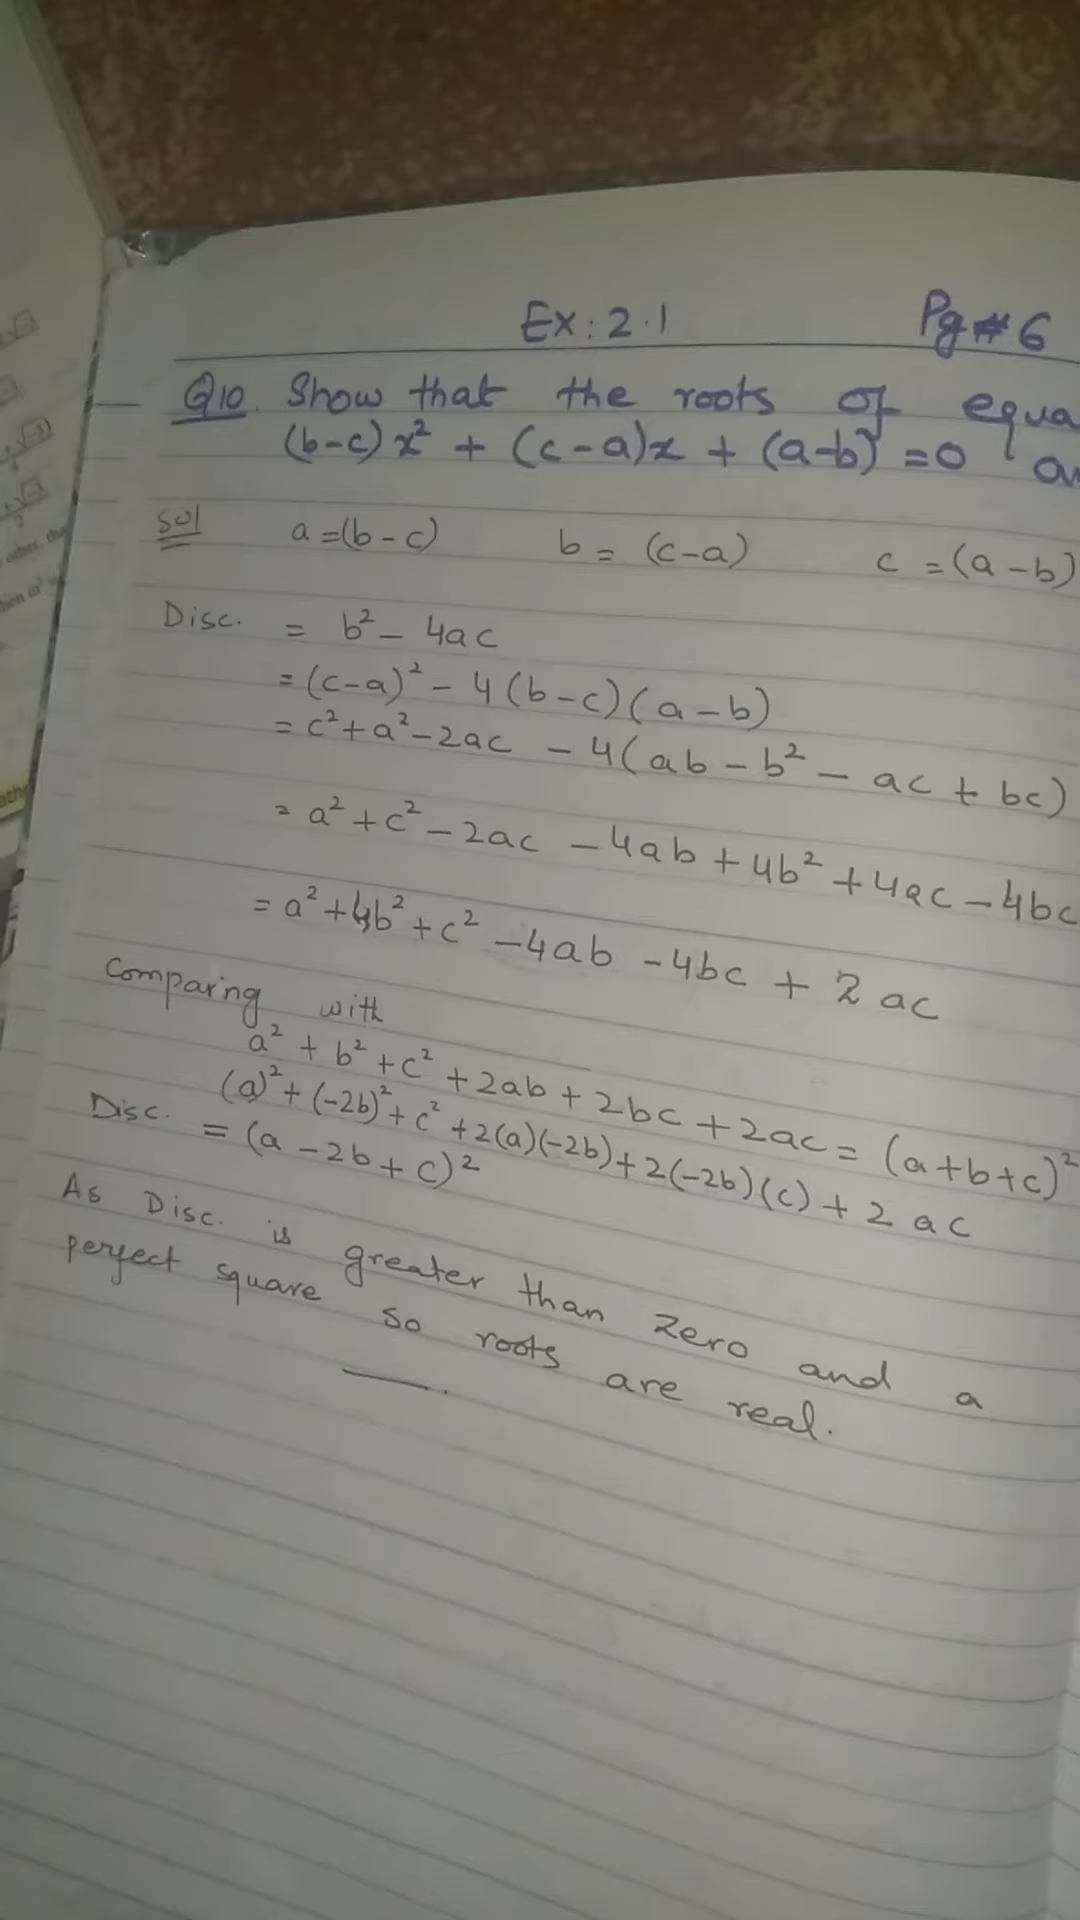 Ex: 2.1 Pg # 6
Q10. Show that the roots of equa
(b-c)x² + (c-a)x + (a-b) = 0
Sol a = (b-c) b = (c-a) c = (a-b)
Disc. = b² - 4ac
= (c-a)² - 4(b-c)(a-b)
= c² + a² - 2ac - 4(ab - b² - ac + bc)
= a² + c² - 2ac - 4ab + 4b² + 4ac - 4bc
= a² + 4b² + c² - 4ab - 4bc + 2ac
Comparing with
a² + b² + c² + 2ab + 2bc + 2ac = (a+b+c)²
(a)² + (-2b)² + c² + 2(a)(-2b) + 2(-2b)(c) + 2ac
Disc. = (a - 2b + c)²
As Disc. is greater than zero and a
perfect square so roots are real.